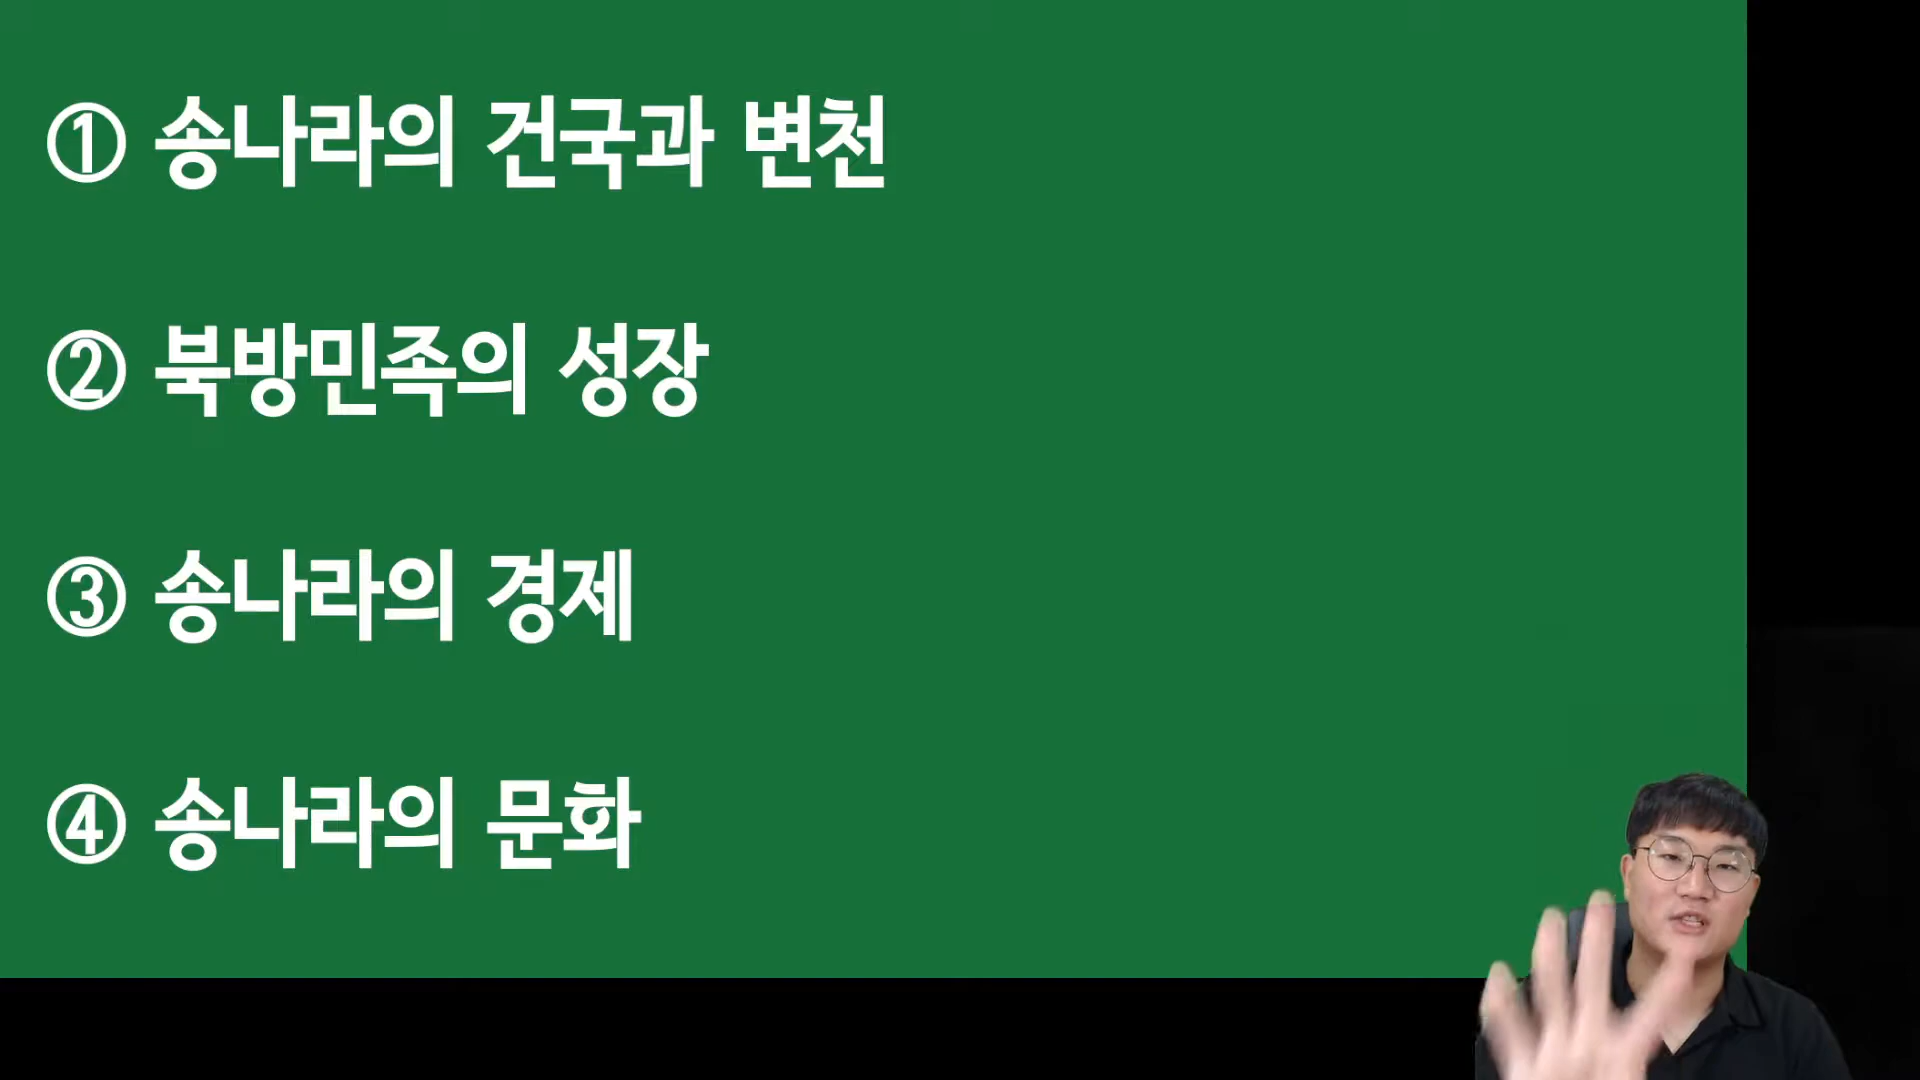 ① 송나라의 건국과 변천
② 북방민족의 성장
③ 송나라의 경제
④ 송나라의 문화